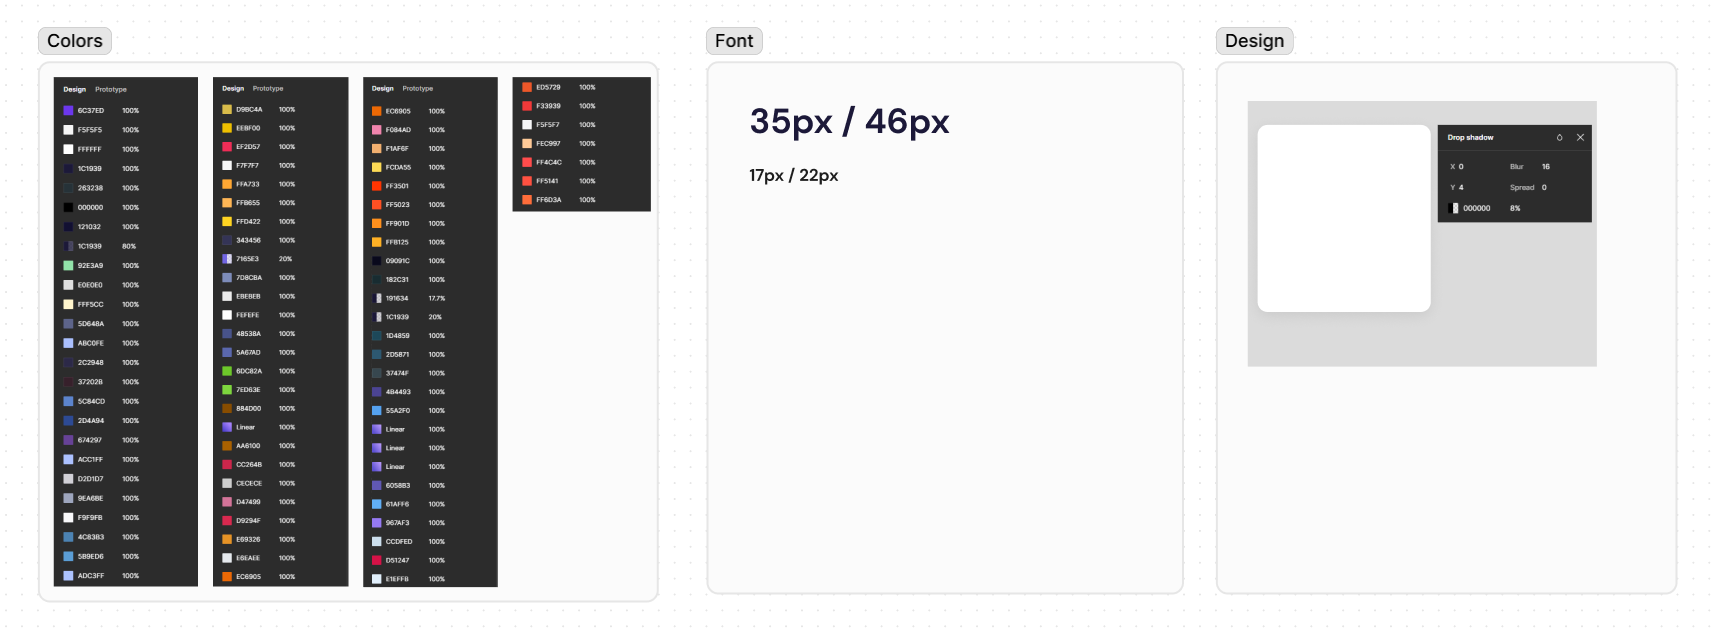 Colors
Design Prototype
6C37ED 100%
F5F5F5 100%
FFFFFF 100%
1C1939 100%
263238 100%
000000 100%
121032 100%
1C1939 80%
92E3A9 100%
E0E0E0 100%
FFF5CC 100%
5D648A 100%
ABC0FE 100%
2C2948 100%
37202B 100%
5C84CD 100%
2D4A94 100%
674297 100%
ACC1FF 100%
D2D1D7 100%
9EA6BE 100%
F9F9FB 100%
4C83B3 100%
5B9ED6 100%
ADC3FF 100%
Design Prototype
D9BC4A 100%
EEBF00 100%
EF2D57 100%
F7F7F7 100%
FFA733 100%
FFB655 100%
FFD422 100%
343456 100%
7165E3 20%
7D8CBA 100%
EBEBEB 100%
FEFEFE 100%
48538A 100%
5A67AD 100%
6DC82A 100%
7ED63E 100%
884D00 100%
Linear 100%
AA6100 100%
CC264B 100%
CECECE 100%
D47499 100%
D9294F 100%
E69326 100%
E6EAEE 100%
EC6905 100%
Design Prototype
EC6905 100%
F084AD 100%
F1AF6F 100%
FCDA55 100%
FF3501 100%
FF5023 100%
FF901D 100%
FFB125 100%
09091C 100%
182C31 100%
191634 17.7%
1C1939 20%
1D4859 100%
2D5871 100%
37474F 100%
4B4493 100%
55A2F0 100%
Linear 100%
Linear 100%
Linear 100%
6058B3 100%
61AFF6 100%
967AF3 100%
CCDFED 100%
D51247 100%
E1EFFB 100%
ED5729 100%
F33939 100%
F5F5F7 100%
FEC997 100%
FF4C4C 100%
FF5141 100%
FF6D3A 100%
Font
35px / 46px
17px / 22px
Design
Drop shadow
X 0 Blur 16
Y 4 Spread 0
000000 8%